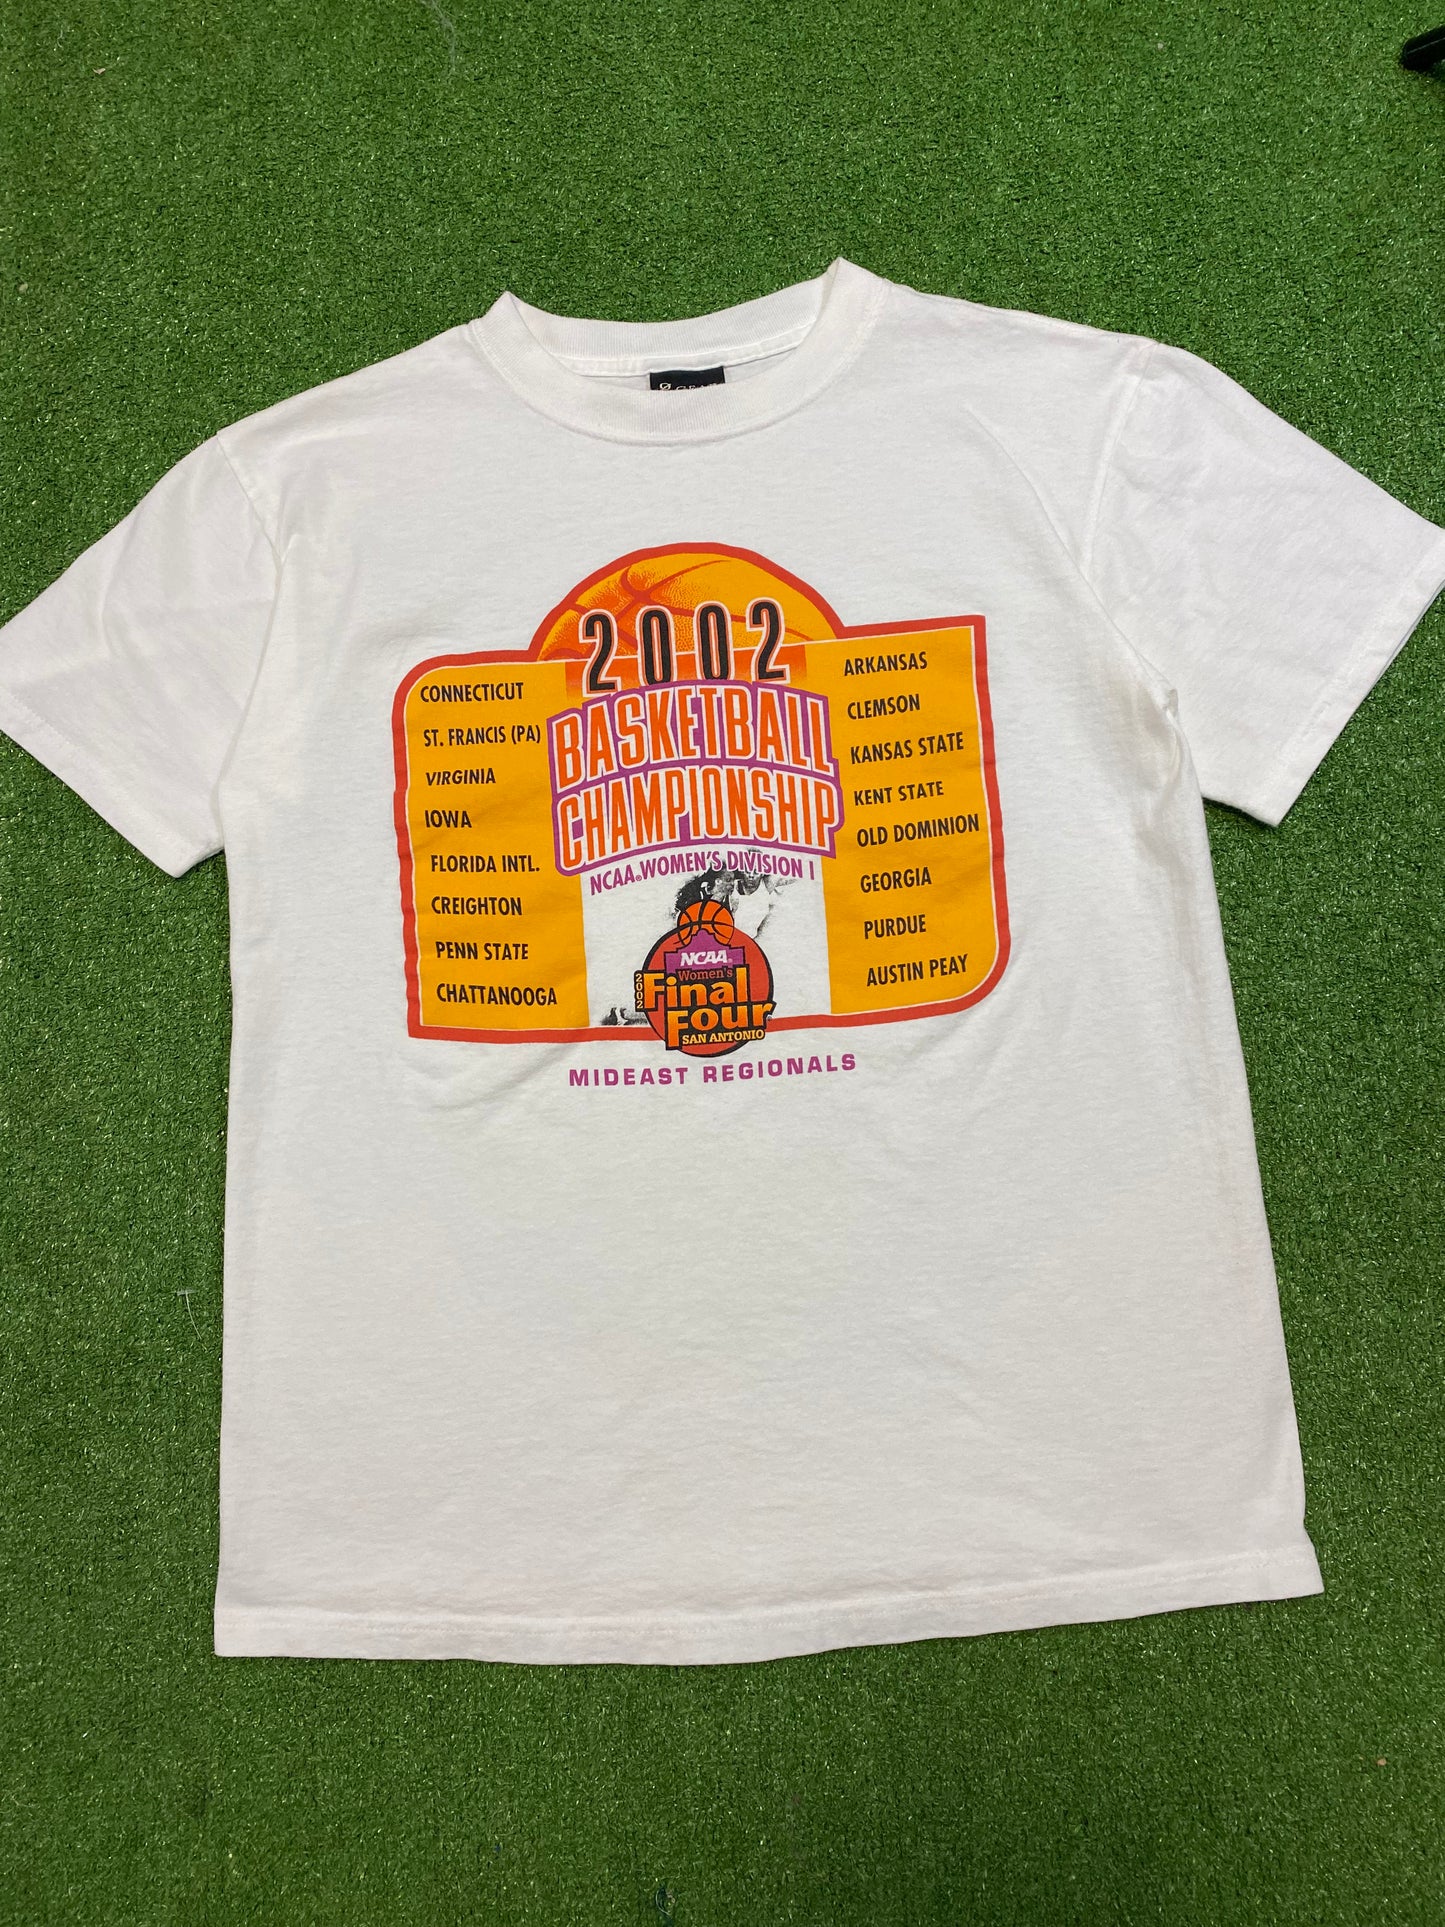 GEAR
2002
BASKETBALL
CHAMPIONSHIP
NCAA® WOMEN'S DIVISION I
CONNECTICUT
ST. FRANCIS (PA)
VIRGINIA
IOWA
FLORIDA INTL.
CREIGHTON
PENN STATE
CHATTANOOGA
ARKANSAS
CLEMSON
KANSAS STATE
KENT STATE
OLD DOMINION
GEORGIA
PURDUE
AUSTIN PEAY
NCAA®
Women's
2002
Final
Four®
SAN ANTONIO
MIDEAST REGIONALS